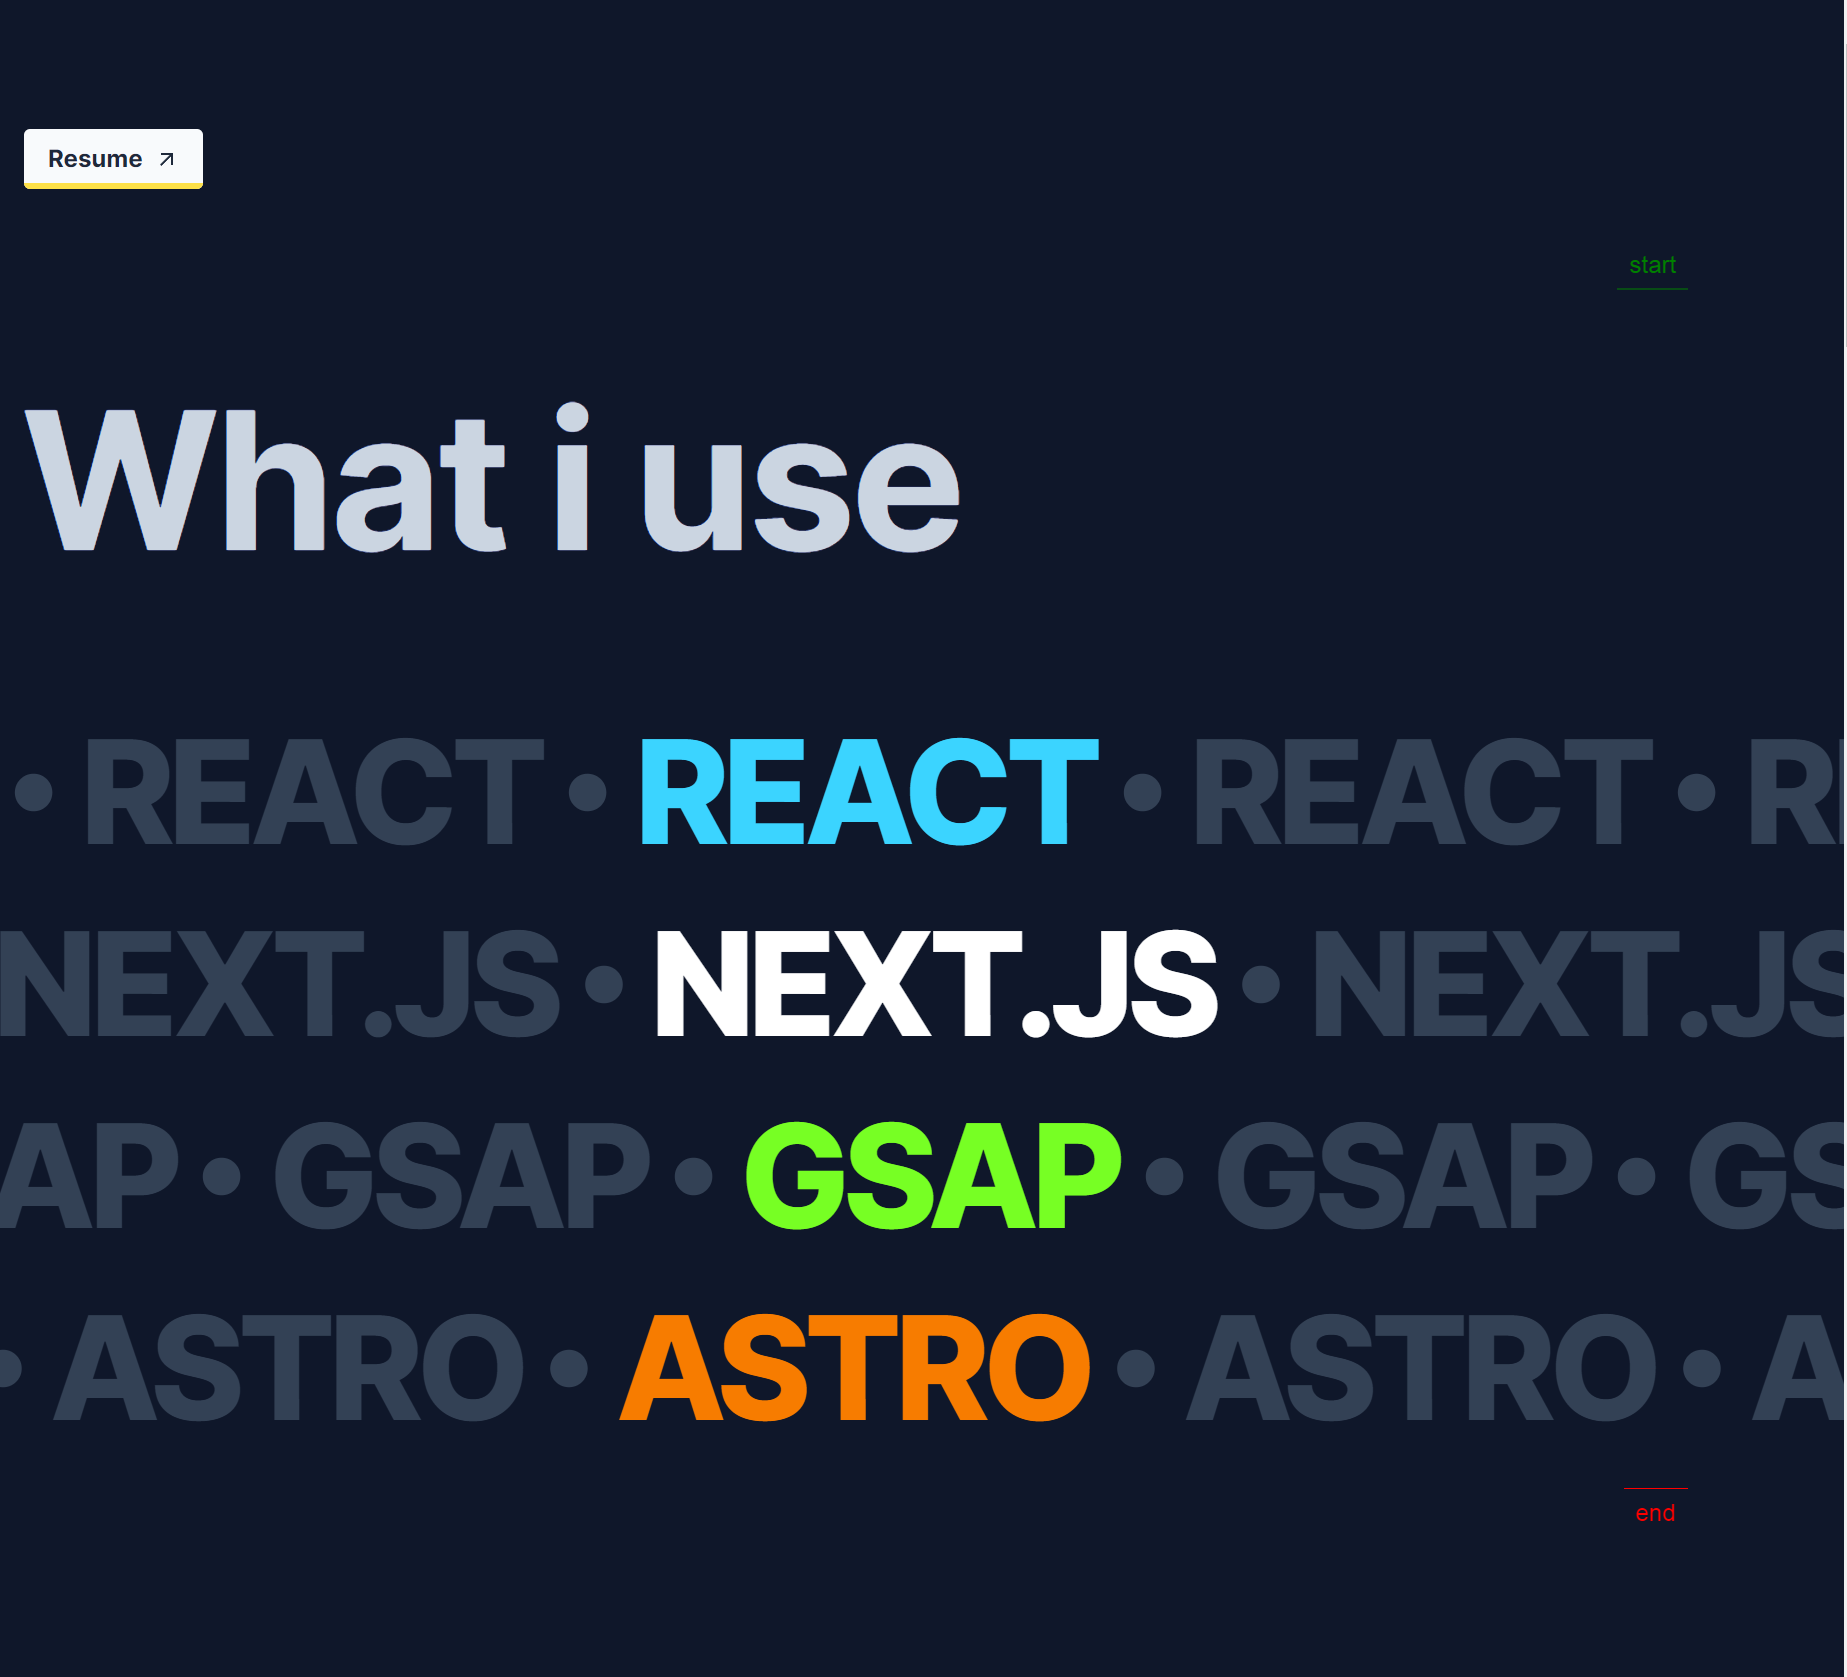 Resume
start
What i use
• REACT • REACT • REACT • RE
NEXT.JS • NEXT.JS • NEXT.JS
AP • GSAP • GSAP • GSAP • GS
• ASTRO • ASTRO • ASTRO • A
end